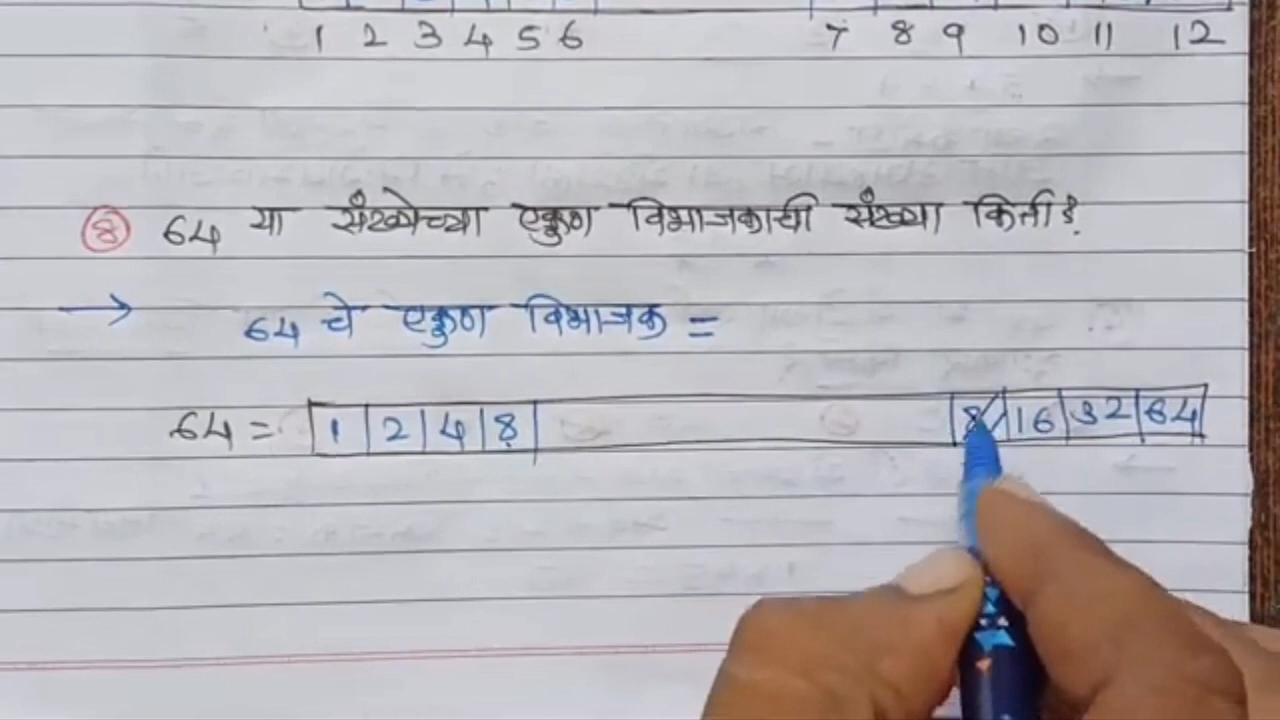 1 2 3 4 5 6 7 8 9 10 11 12
8 64 या संख्येच्या एकुण विभाजकाची संख्या किती?
→ 64 चे एकुण विभाजक =
64 = 1 2 4 8 8 16 32 64